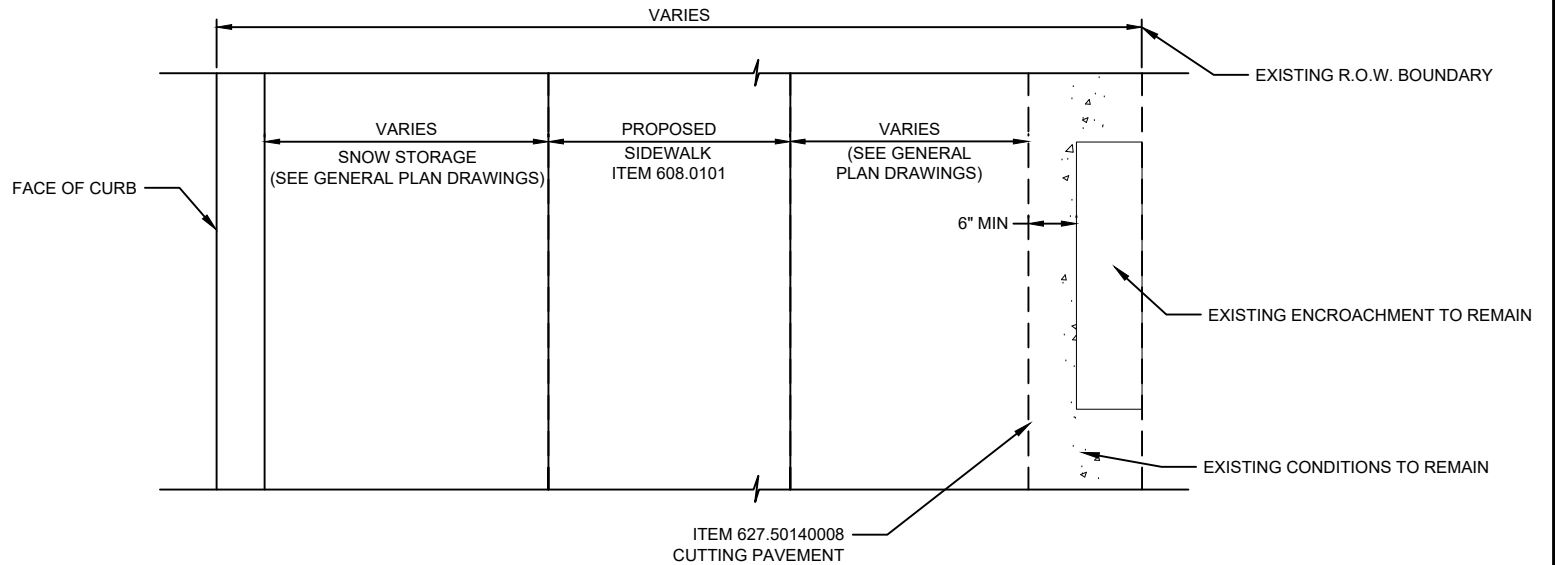 VARIES
EXISTING R.O.W. BOUNDARY
VARIES
SNOW STORAGE
(SEE GENERAL PLAN DRAWINGS)
PROPOSED
SIDEWALK
ITEM 608.0101
VARIES
(SEE GENERAL
PLAN DRAWINGS)
FACE OF CURB
6" MIN
EXISTING ENCROACHMENT TO REMAIN
EXISTING CONDITIONS TO REMAIN
ITEM 627.50140008
CUTTING PAVEMENT